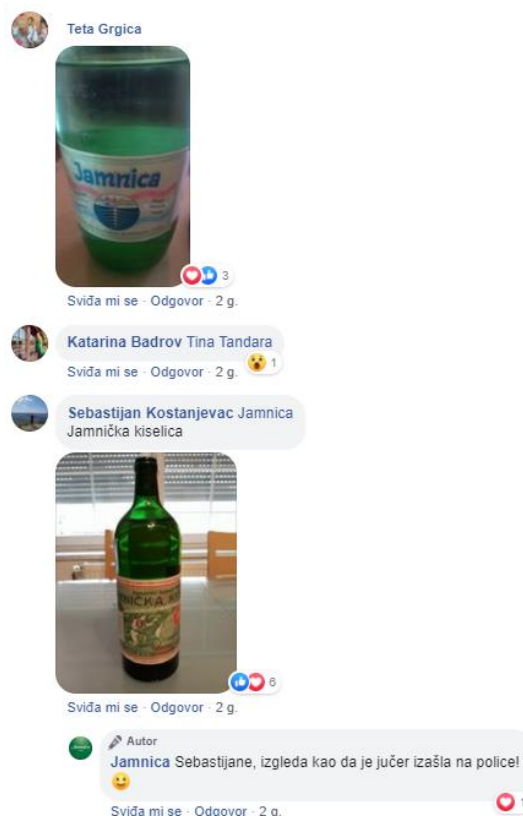 Teta Grgica
Jamnica
3
Sviđa mi se · Odgovor · 2 g.
Katarina Badrov Tina Tandara
1
Sviđa mi se · Odgovor · 2 g.
Sebastijan Kostanjevac Jamnica
Jamnička kiselica
6
Sviđa mi se · Odgovor · 2 g.
Autor
Jamnica Sebastijane, izgleda kao da je jučer izašla na police!
Sviđa mi se · Odgovor · 2 g.